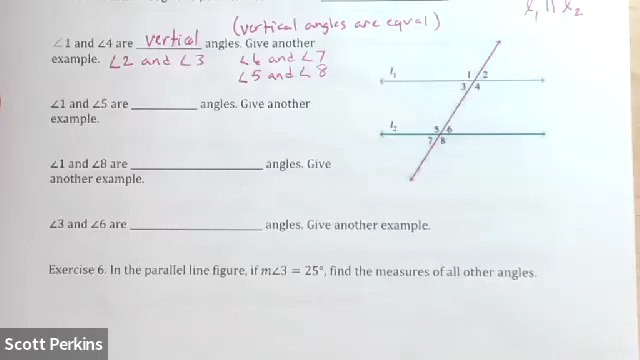 ℓ₁ ∥ ℓ₂
(vertical angles are equal)
∠1 and ∠4 are vertical angles. Give another
example. ∠2 and ∠3 ∠6 and ∠7
∠5 and ∠8
∠1 and ∠5 are __________ angles. Give another
example.
∠1 and ∠8 are ____________________ angles. Give
another example.
∠3 and ∠6 are ____________________ angles. Give another example.
l₁
1 2
3 4
l₂
5 6
7 8
Exercise 6. In the parallel line figure, if m∠3 = 25°, find the measures of all other angles.
Scott Perkins